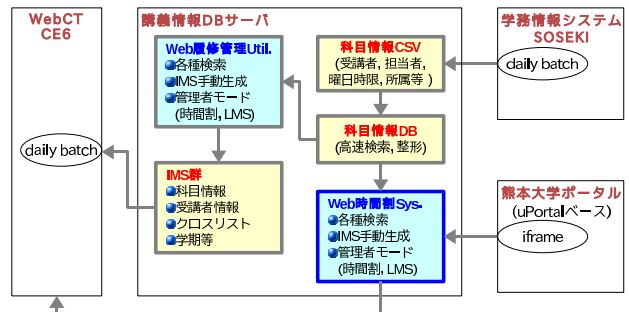 WebCT
CE6
daily batch
講義情報DBサーバ
Web履修管理Util.
各種検索
IMS手動生成
管理者モード
(時間割, LMS)
科目情報CSV
(受講者, 担当者,
曜日時限, 所属等 )
科目情報DB
(高速検索, 整形)
IMS群
科目情報
受講者情報
クロスリスト
学期等
Web時間割Sys.
各種検索
IMS手動生成
管理者モード
(時間割, LMS)
学務情報システム
SOSEKI
daily batch
熊本大学ポータル
(uPortalベース)
iframe